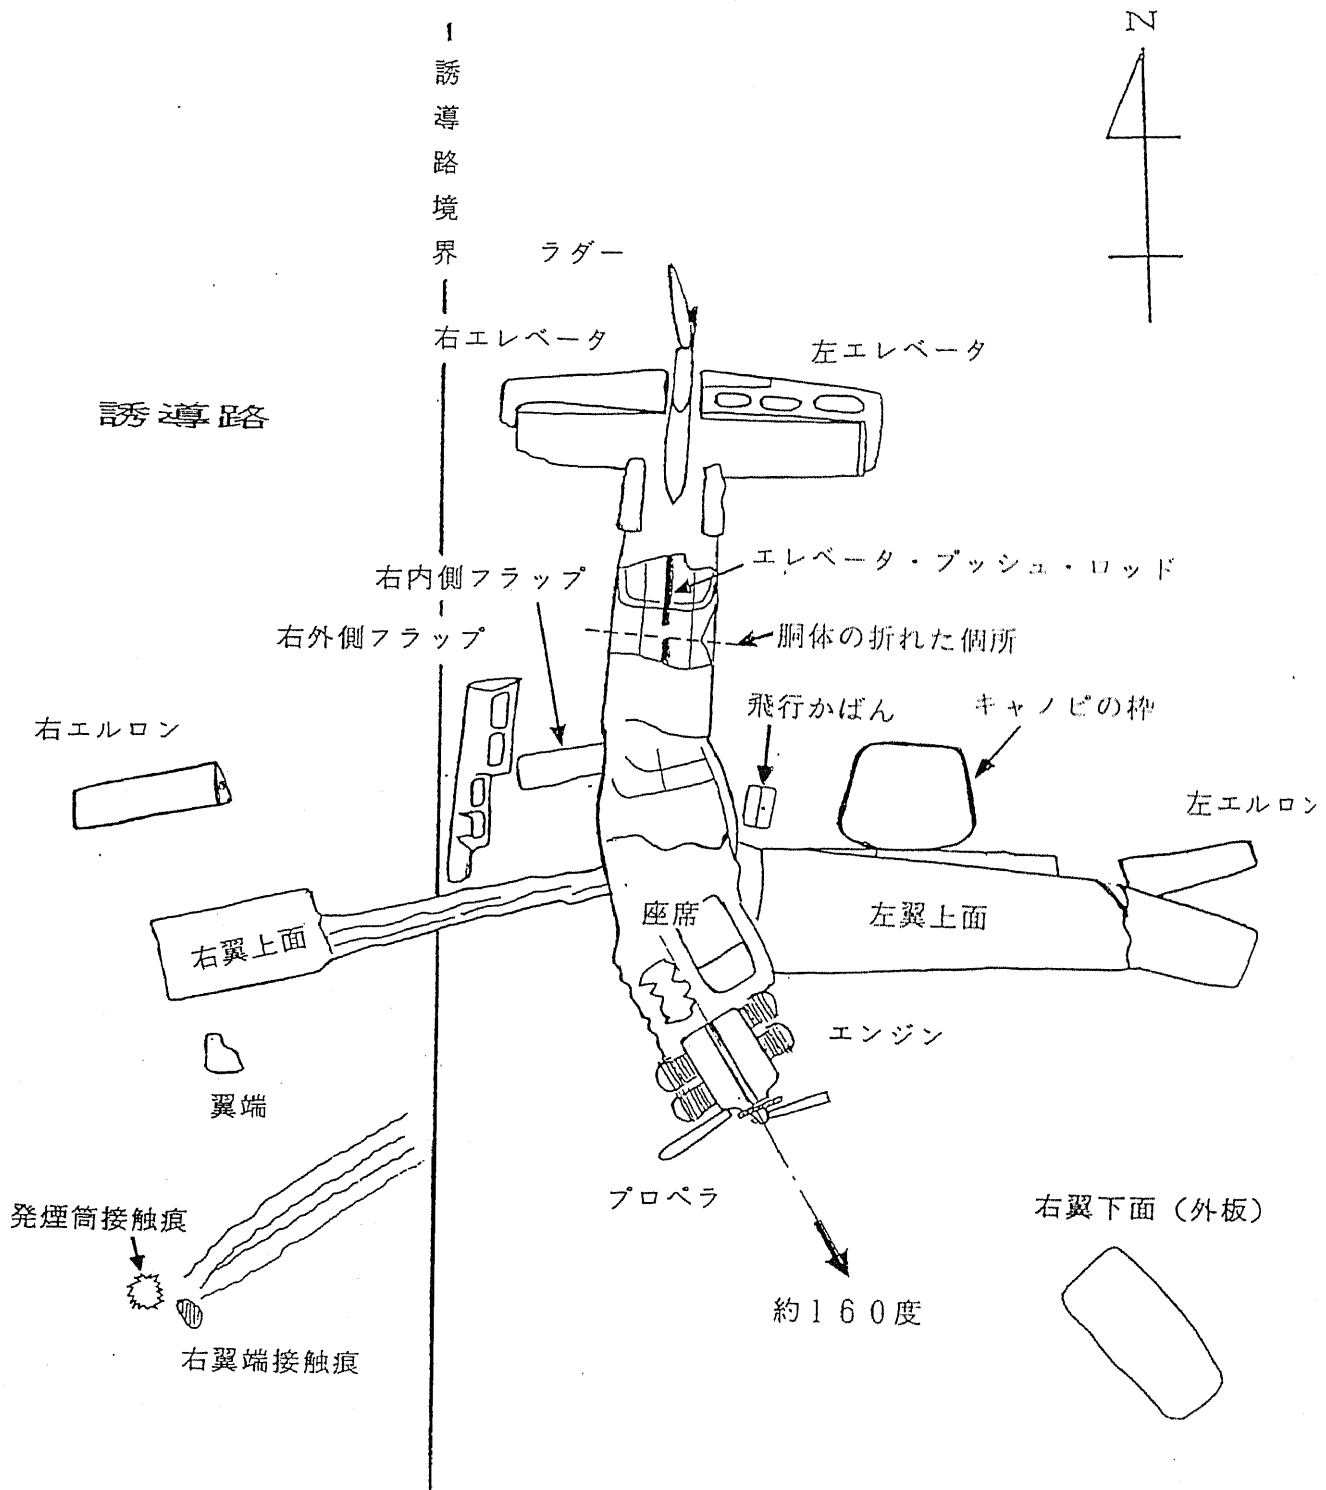 N
誘導路境界
ラダー
右エレベータ
左エレベータ
誘導路
エレベータ・プッシュ・ロッド
右内側フラップ
右外側フラップ
胴体の折れた個所
飛行かばん
キャノピの枠
右エルロン
左エルロン
座席
左翼上面
右翼上面
エンジン
翼端
プロペラ
右翼下面（外板）
発煙筒接触痕
約160度
右翼端接触痕